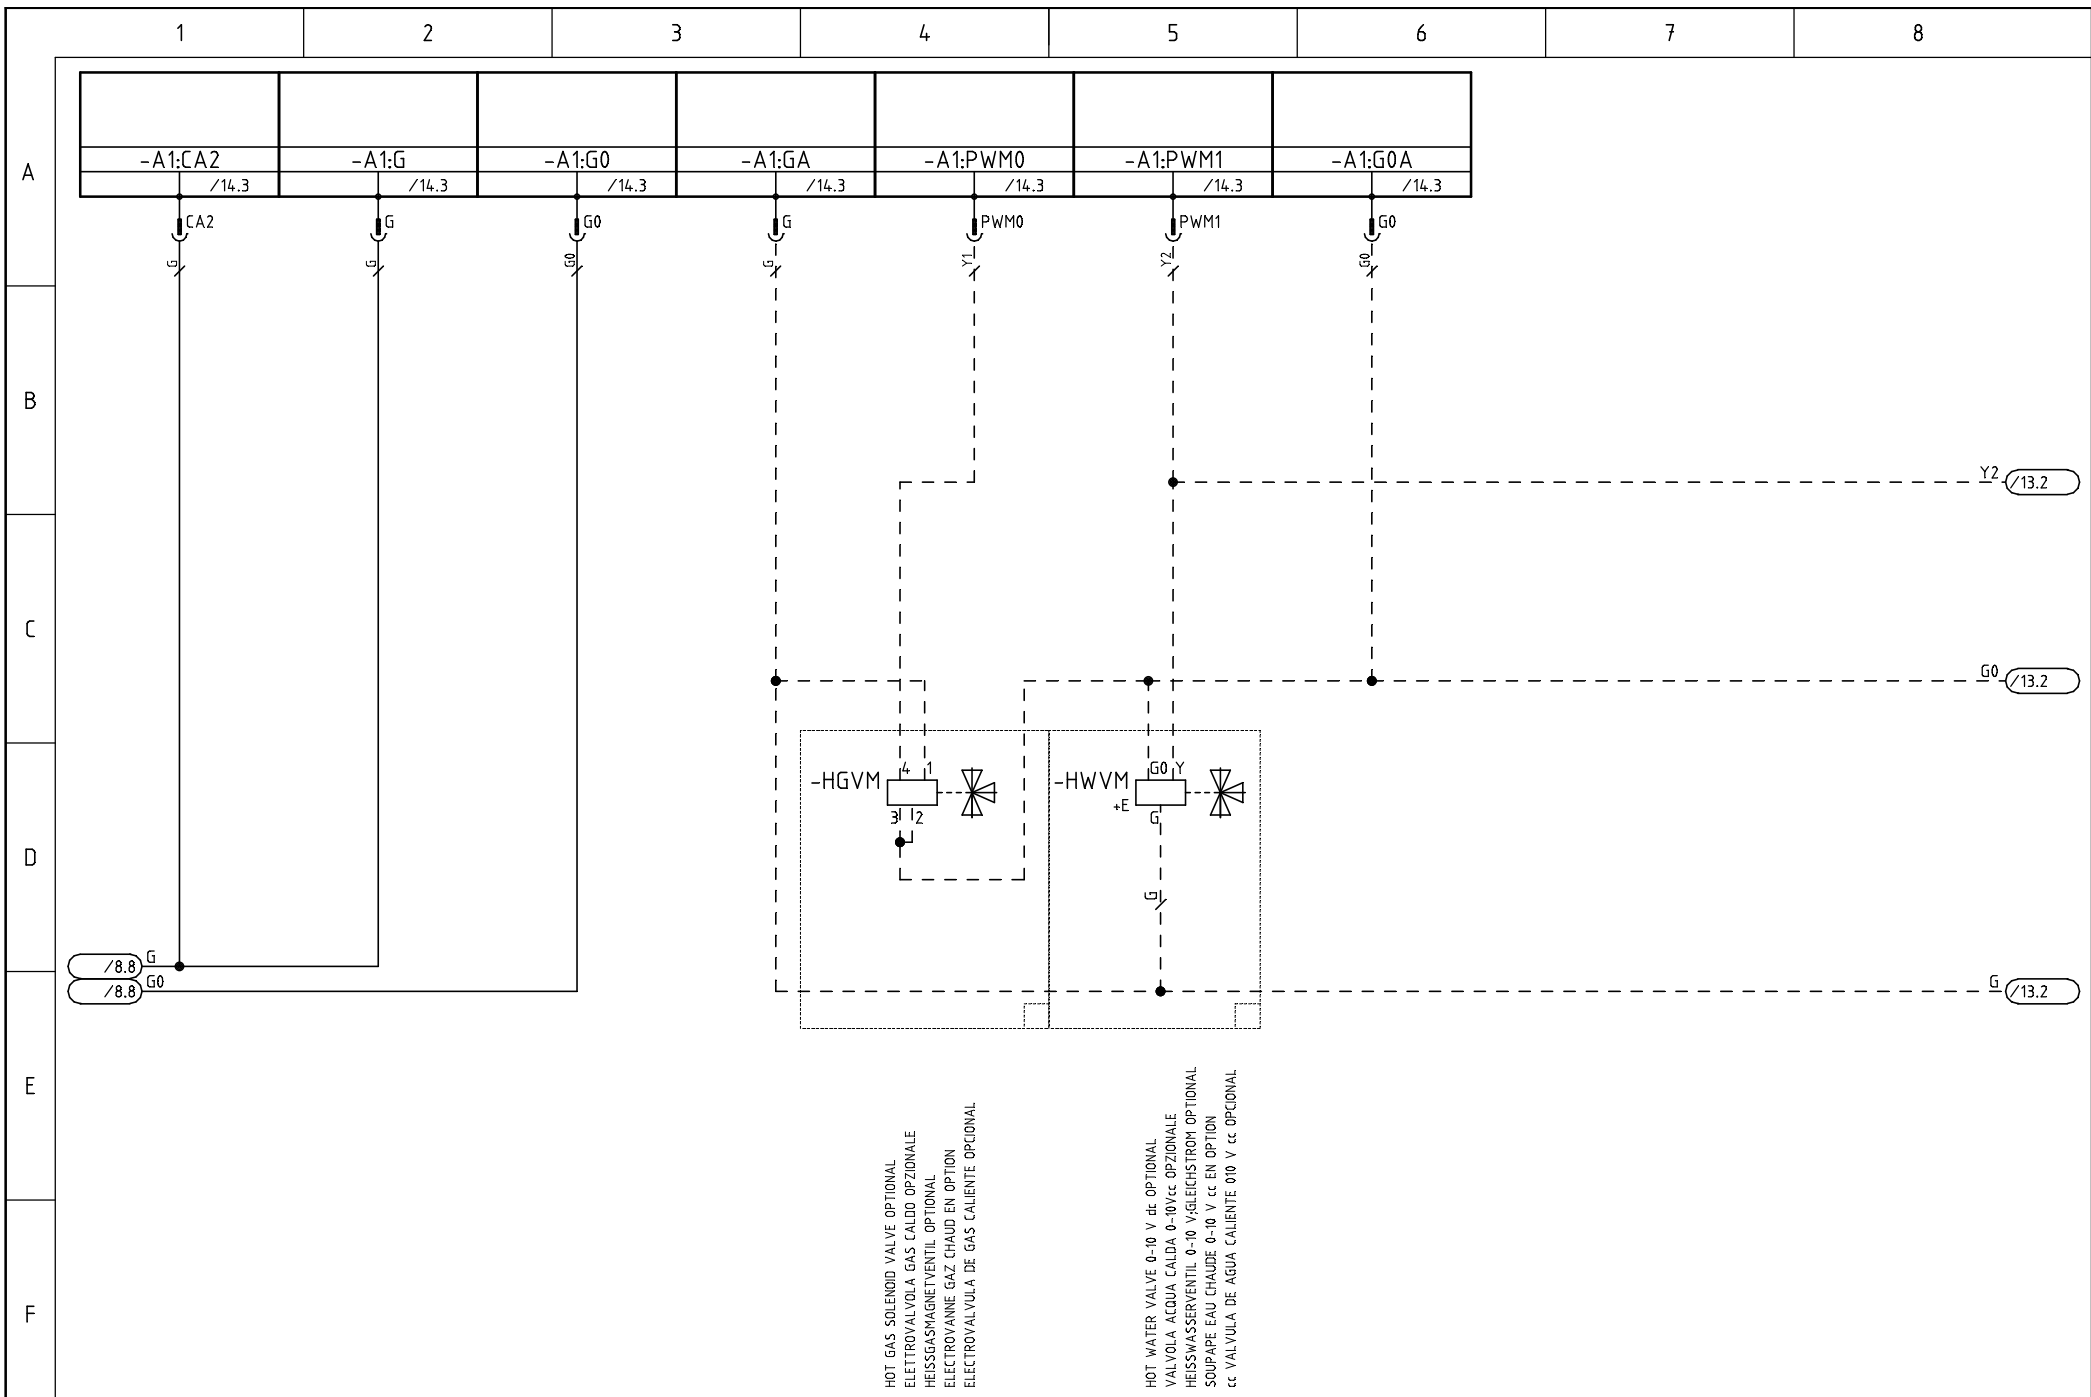 1 2 3 4 5 6 7 8
A
-A1:CA2 -A1:G -A1:G0 -A1:GA -A1:PWM0 -A1:PWM1 -A1:G0A
/14.3 /14.3 /14.3 /14.3 /14.3 /14.3 /14.3
CA2 G G0 G PWM0 PWM1 G0
G G G0 G Y1 Y2 G0
B
Y2 /13.2
C
G0 /13.2
4 1 G0 Y
-HGVM -HWVM
+E
3 2 G
D
G
/8.8 G
/8.8 G0
G /13.2
E
HOT GAS SOLENOID VALVE OPTIONAL
ELETTROVALVOLA GAS CALDO OPZIONALE
HEISSGASMAGNETVENTIL OPTIONAL
ELECTROVANNE GAZ CHAUD EN OPTION
ELECTROVALVULA DE GAS CALIENTE OPCIONAL
HOT WATER VALVE 0-10 V dc OPTIONAL
VALVOLA ACQUA CALDA 0-10Vcc OPZIONALE
HEISSWASSERVENTIL 0-10 V;GLEICHSTROM OPTIONAL
SOUPAPE EAU CHAUDE 0-10 V cc EN OPTION
cc VALVULA DE AGUA CALIENTE 010 V cc OPCIONAL
F